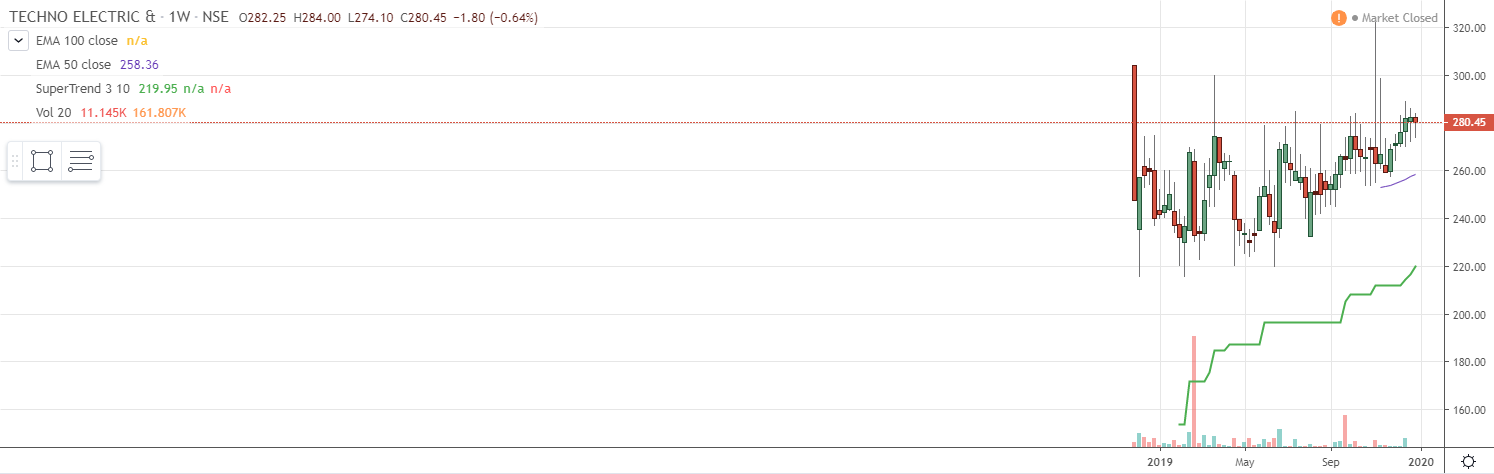 TECHNO ELECTRIC & · 1W · NSE O282.25 H284.00 L274.10 C280.45 −1.80 (−0.64%)
! Market Closed
EMA 100 close n/a
EMA 50 close 258.36
SuperTrend 3 10 219.95 n/a n/a
Vol 20 11.145K 161.807K
320.00
300.00
280.45
260.00
240.00
220.00
200.00
180.00
160.00
2019 May Sep 2020